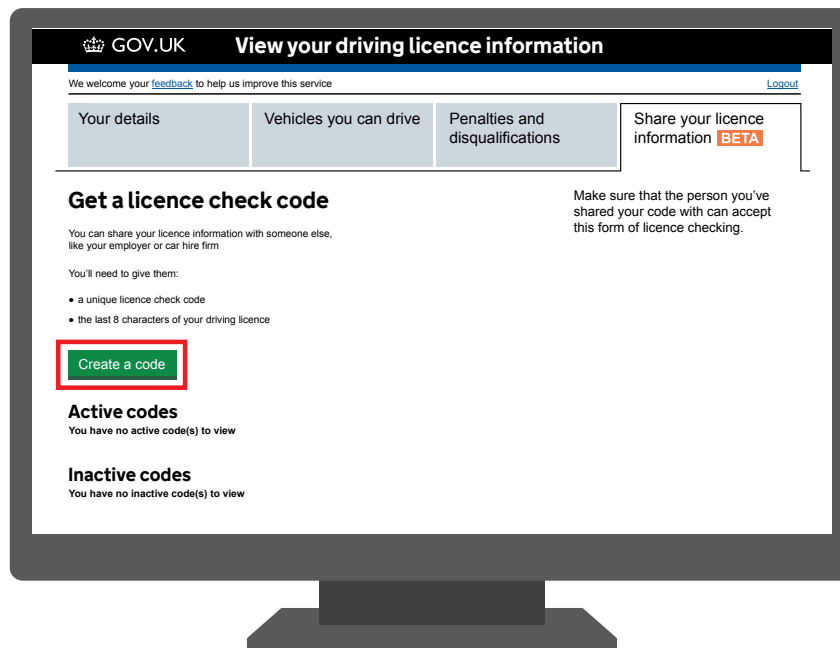 GOV.UK View your driving licence information
We welcome your feedback to help us improve this service Logout
Your details
Vehicles you can drive
Penalties and
disqualifications
Share your licence
information BETA
Get a licence check code
You can share your licence information with someone else,
like your employer or car hire firm
You'll need to give them:
• a unique licence check code
• the last 8 characters of your driving licence
Create a code
Active codes
You have no active code(s) to view
Inactive codes
You have no inactive code(s) to view
Make sure that the person you've
shared your code with can accept
this form of licence checking.